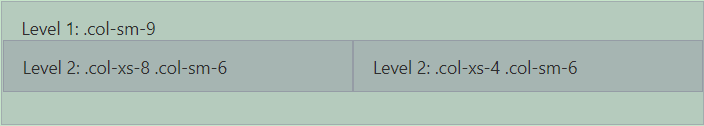 Level 1: .col-sm-9
Level 2: .col-xs-8 .col-sm-6
Level 2: .col-xs-4 .col-sm-6